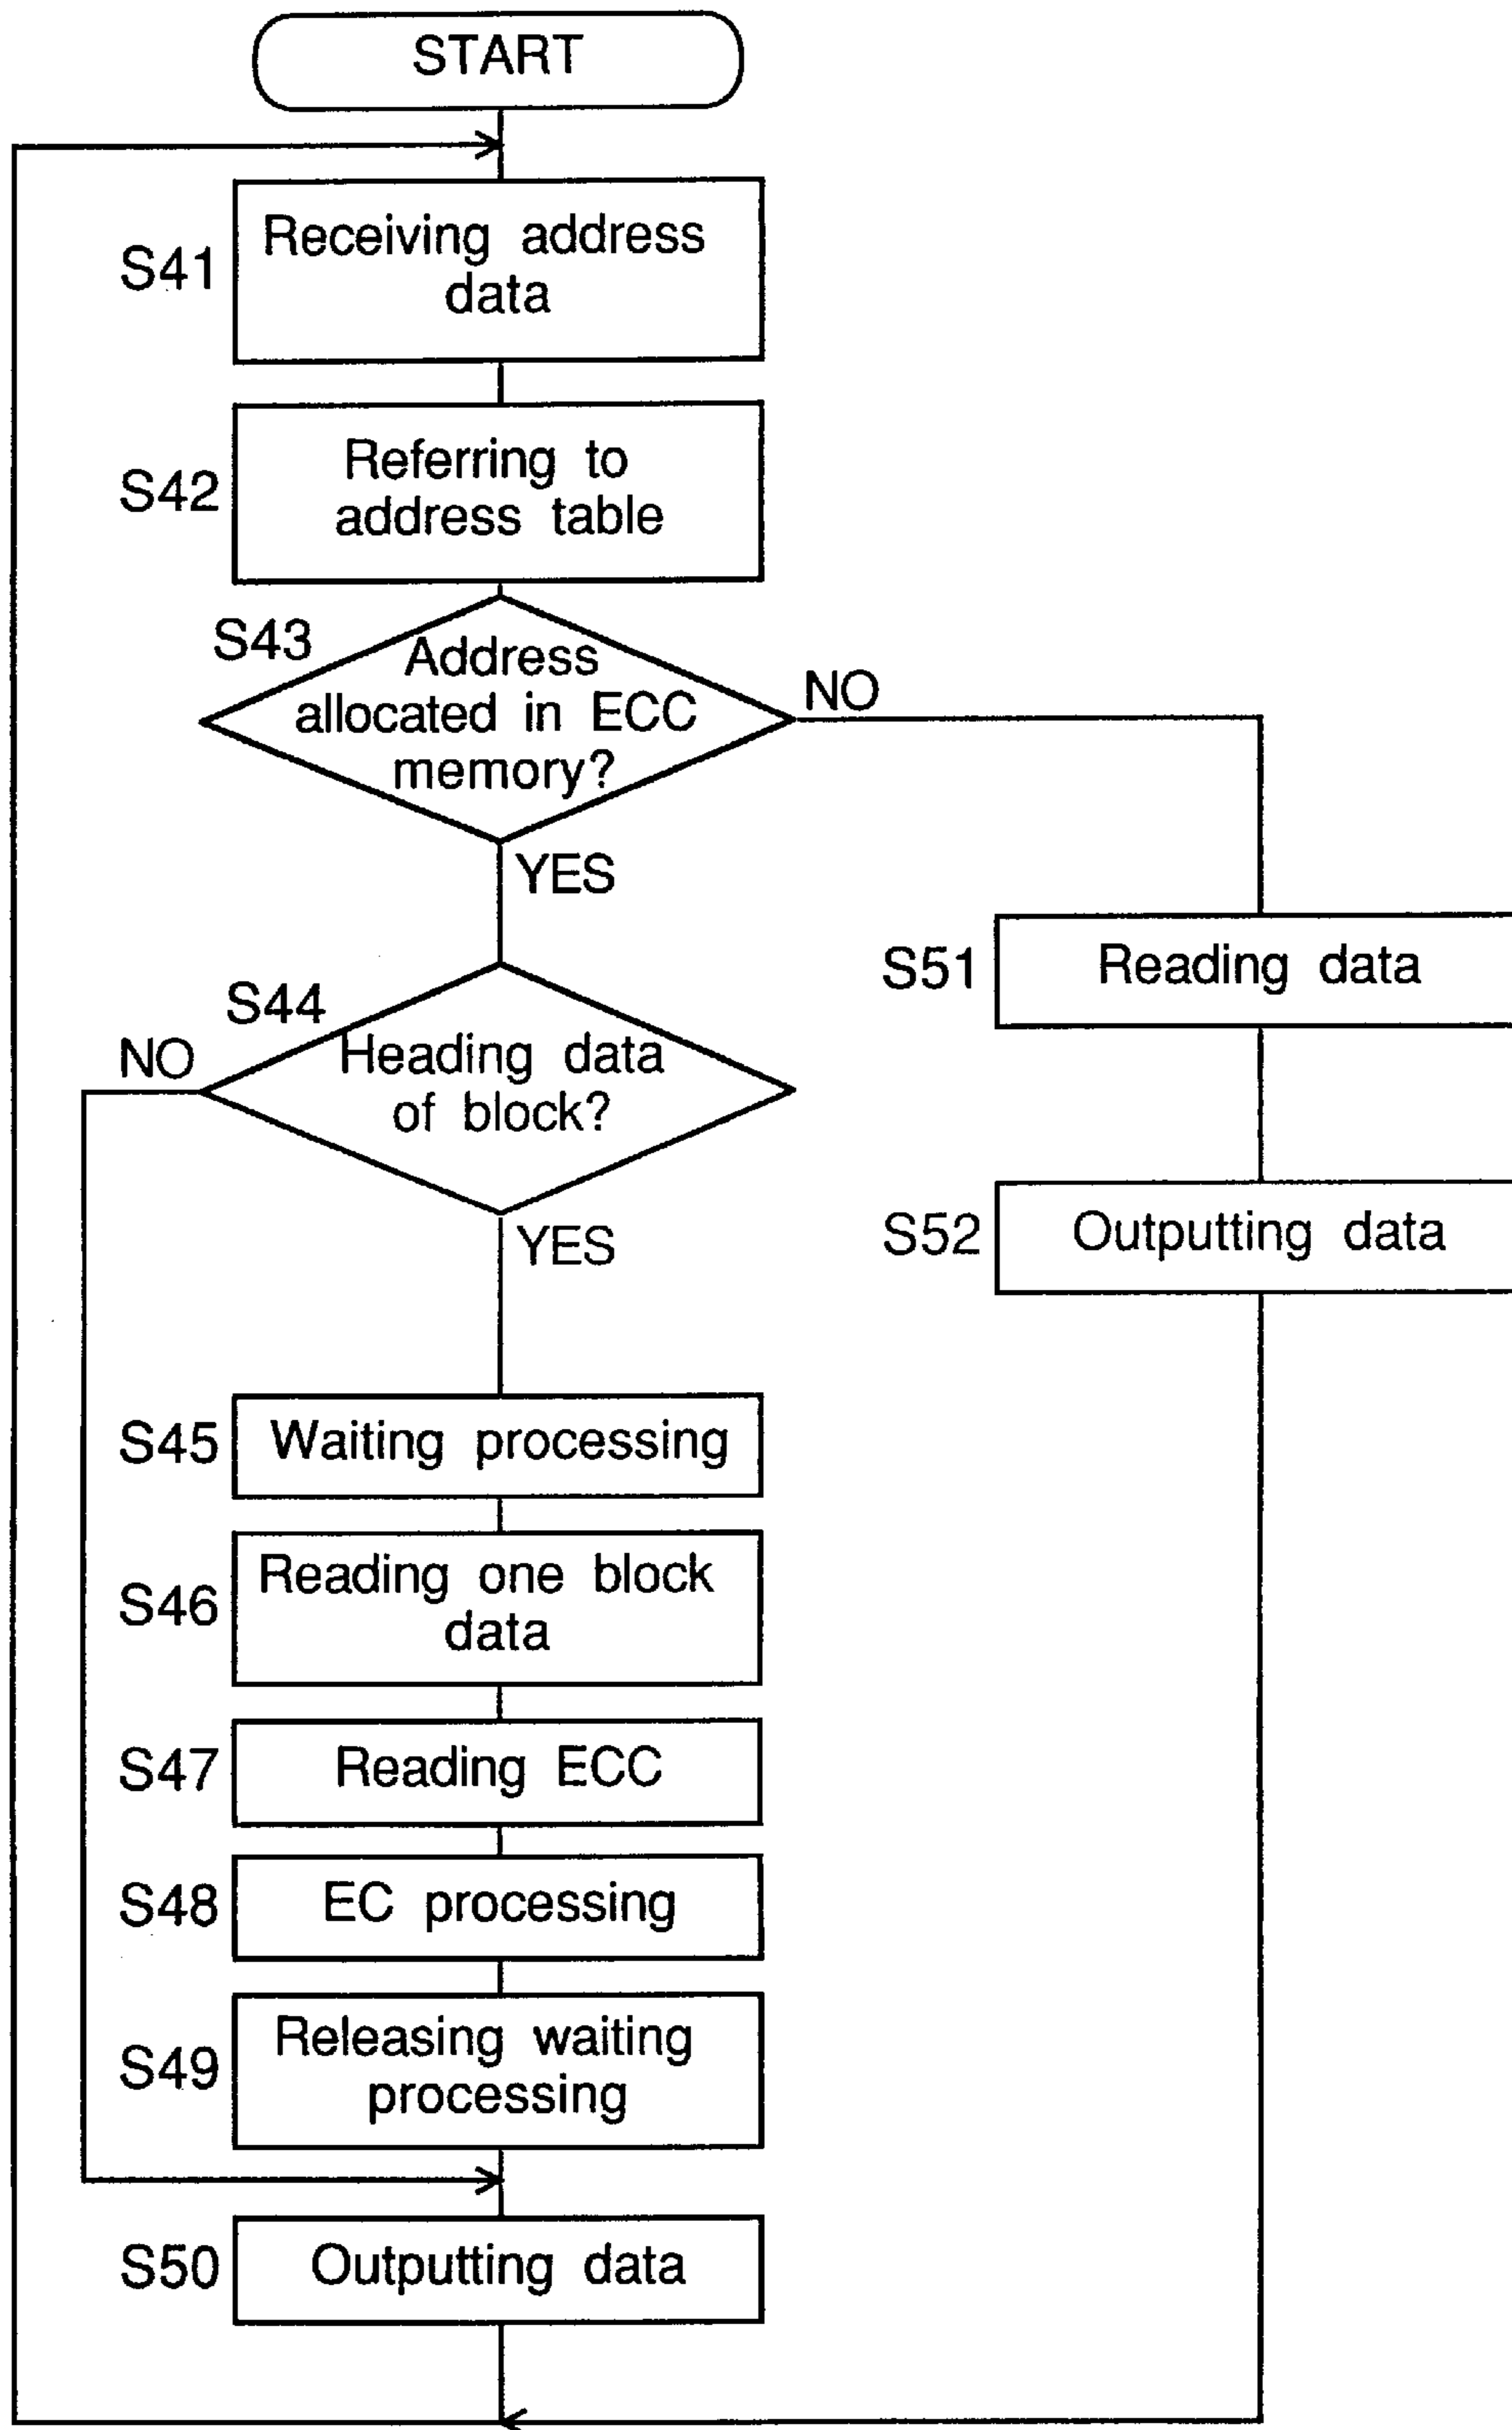 START
S41
Receiving address
data
S42
Referring to
address table
S43
Address
allocated in ECC
memory?
NO
YES
S44
NO
Heading data
of block?
YES
S51
Reading data
S52
Outputting data
S45
Waiting processing
S46
Reading one block
data
S47
Reading ECC
S48
EC processing
S49
Releasing waiting
processing
S50
Outputting data